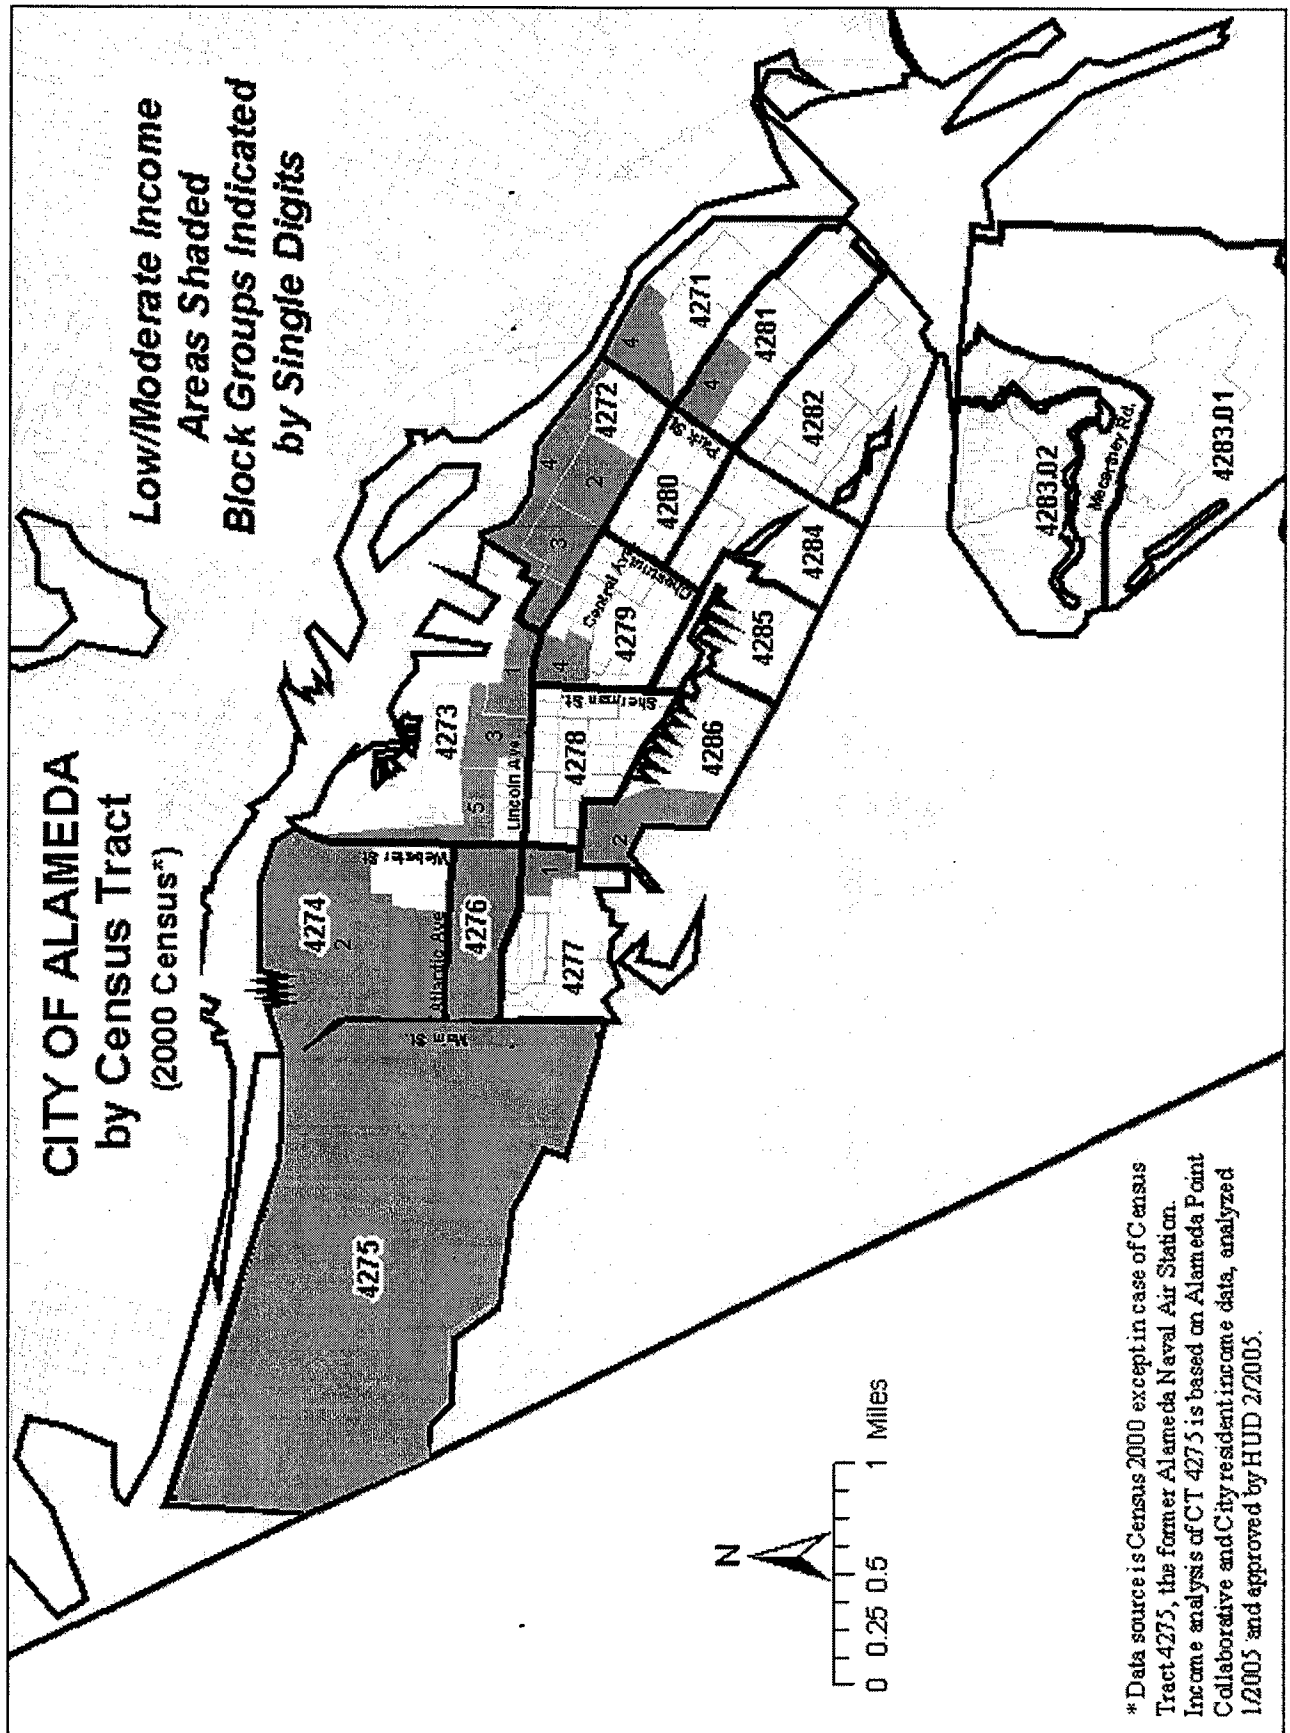 CITY OF ALAMEDA
by Census Tract
(2000 Census*)
Low/Moderate Income
Areas Shaded
Block Groups Indicated
by Single Digits
4275
4274
2
Webster St.
Atlantic Ave
Main St.
4276
4277
1
4273
5
3
1
Lincoln Ave.
4278
Sherman St.
4279
4
Central Ave
Chestnut
4280
Park St
4272
3
2
4
4271
4
4281
4
4282
4284
4285
4286
2
4283.02
Mecartney Rd.
4283.01
N
0 0.25 0.5 1 Miles
*Data source is Census 2000 except in case of Census
Tract 4275, the former Alameda Naval Air Station.
Income analysis of CT 4275 is based on Alameda Point
Collaborative and City resident income data, analyzed
1/2005 and approved by HUD 2/2005.